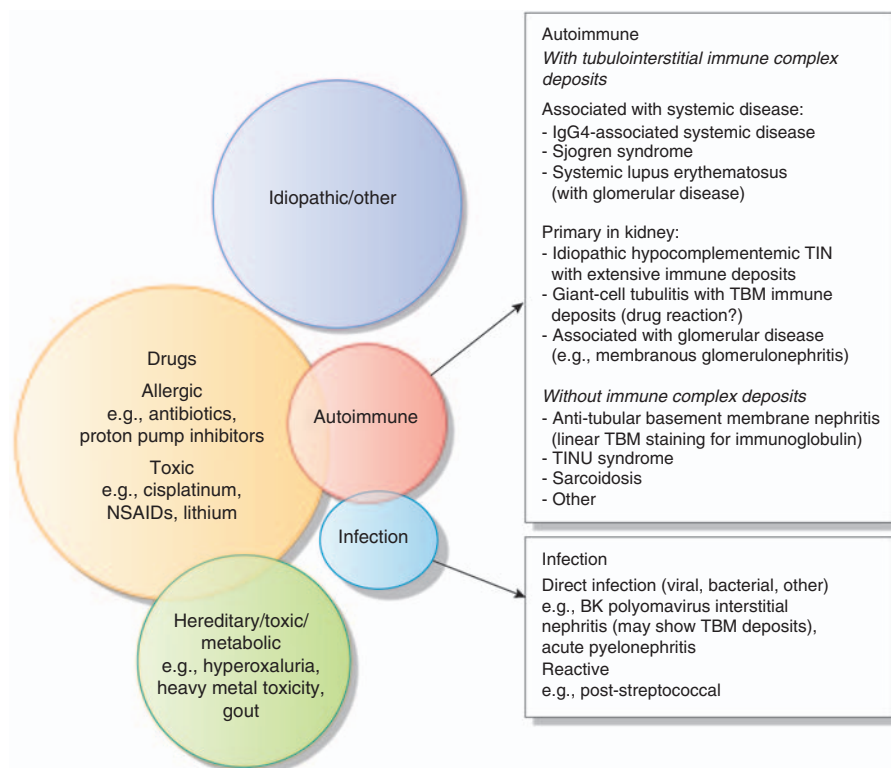 Idiopathic/other
Drugs
Allergic
e.g., antibiotics,
proton pump inhibitors
Toxic
e.g., cisplatinum,
NSAIDs, lithium
Autoimmune
Infection
Hereditary/toxic/
metabolic
e.g., hyperoxaluria,
heavy metal toxicity,
gout
Autoimmune
With tubulointerstitial immune complex
deposits
Associated with systemic disease:
- IgG4-associated systemic disease
- Sjogren syndrome
- Systemic lupus erythematosus
(with glomerular disease)
Primary in kidney:
- Idiopathic hypocomplementemic TIN
with extensive immune deposits
- Giant-cell tubulitis with TBM immune
deposits (drug reaction?)
- Associated with glomerular disease
(e.g., membranous glomerulonephritis)
Without immune complex deposits
- Anti-tubular basement membrane nephritis
(linear TBM staining for immunoglobulin)
- TINU syndrome
- Sarcoidosis
- Other
Infection
Direct infection (viral, bacterial, other)
e.g., BK polyomavirus interstitial
nephritis (may show TBM deposits),
acute pyelonephritis
Reactive
e.g., post-streptococcal